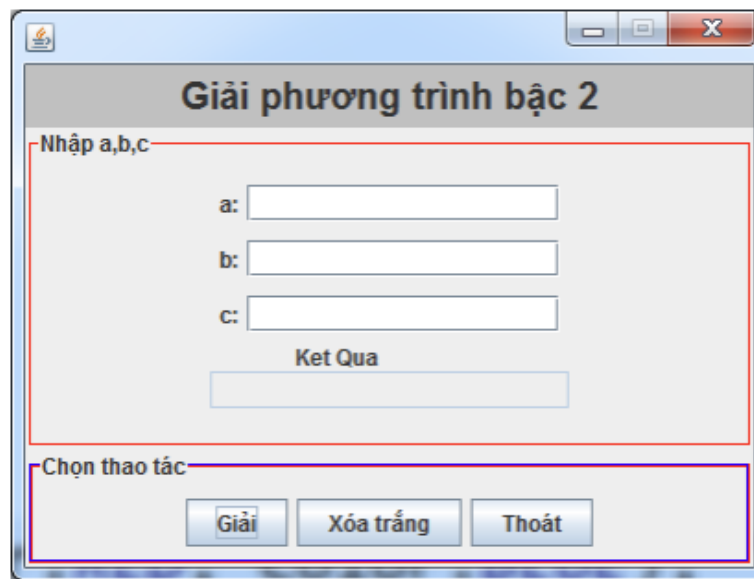 Giải phương trình bậc 2
Nhập a,b,c
a:
b:
c:
Ket Qua
Chọn thao tác
Giải Xóa trắng Thoát